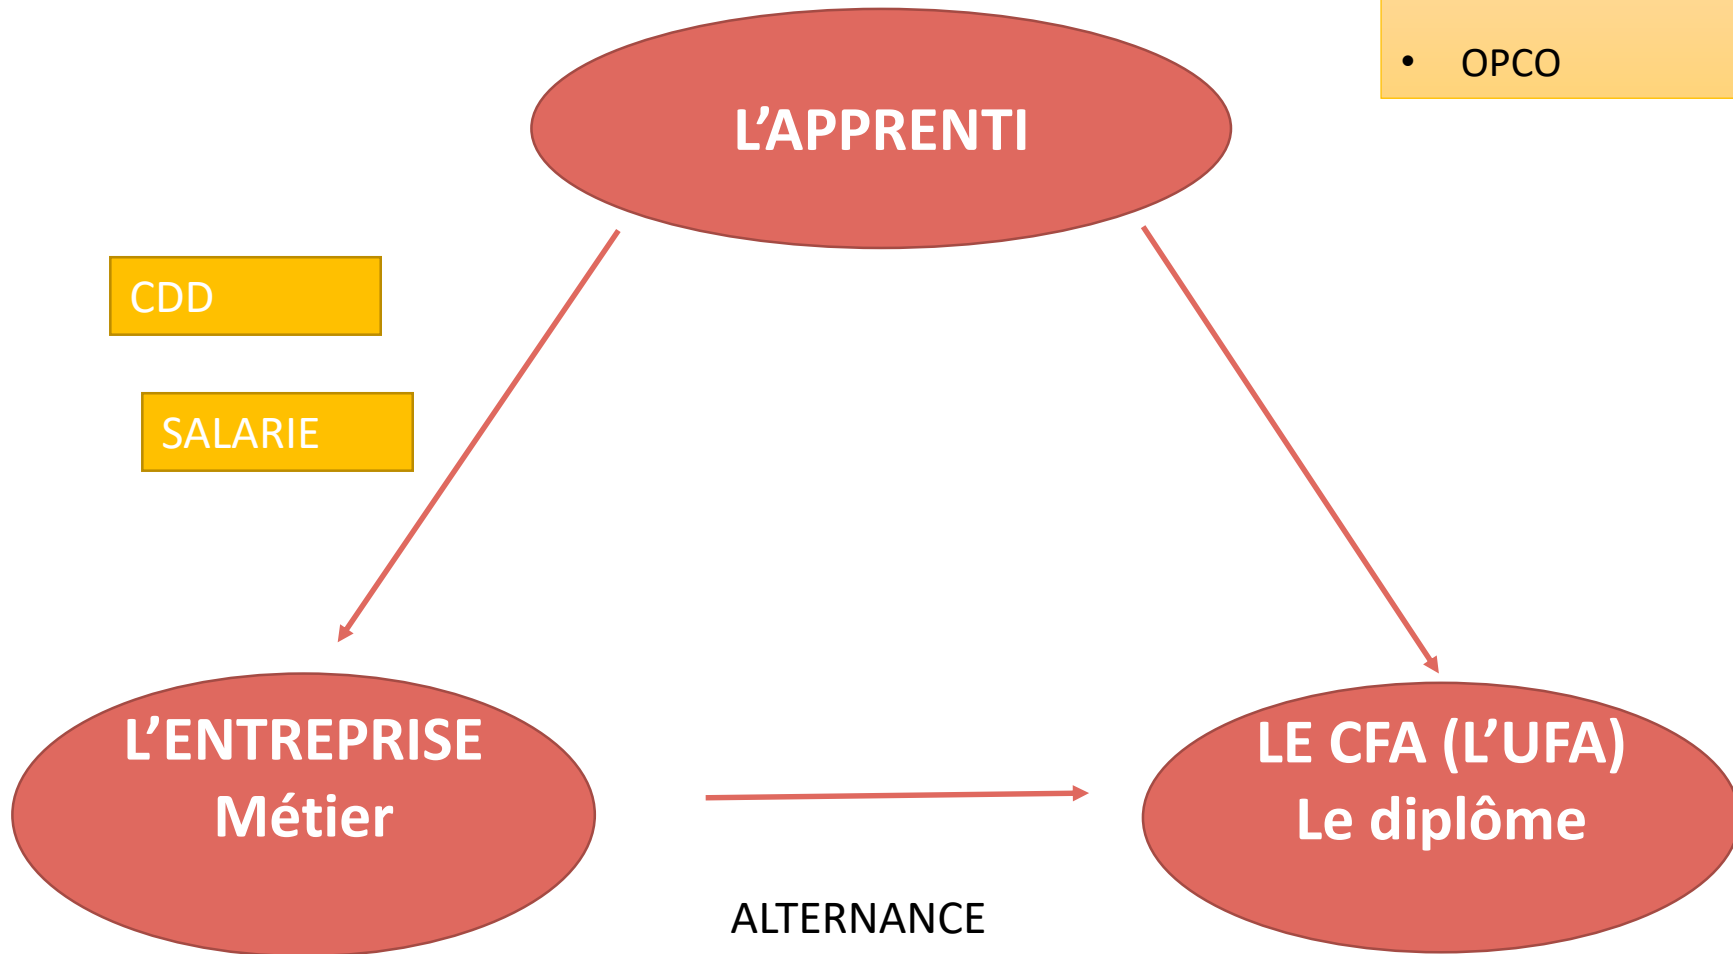 • OPCO
L’APPRENTI
CDD
SALARIE
L’ENTREPRISE
Métier
LE CFA (L’UFA)
Le diplôme
ALTERNANCE